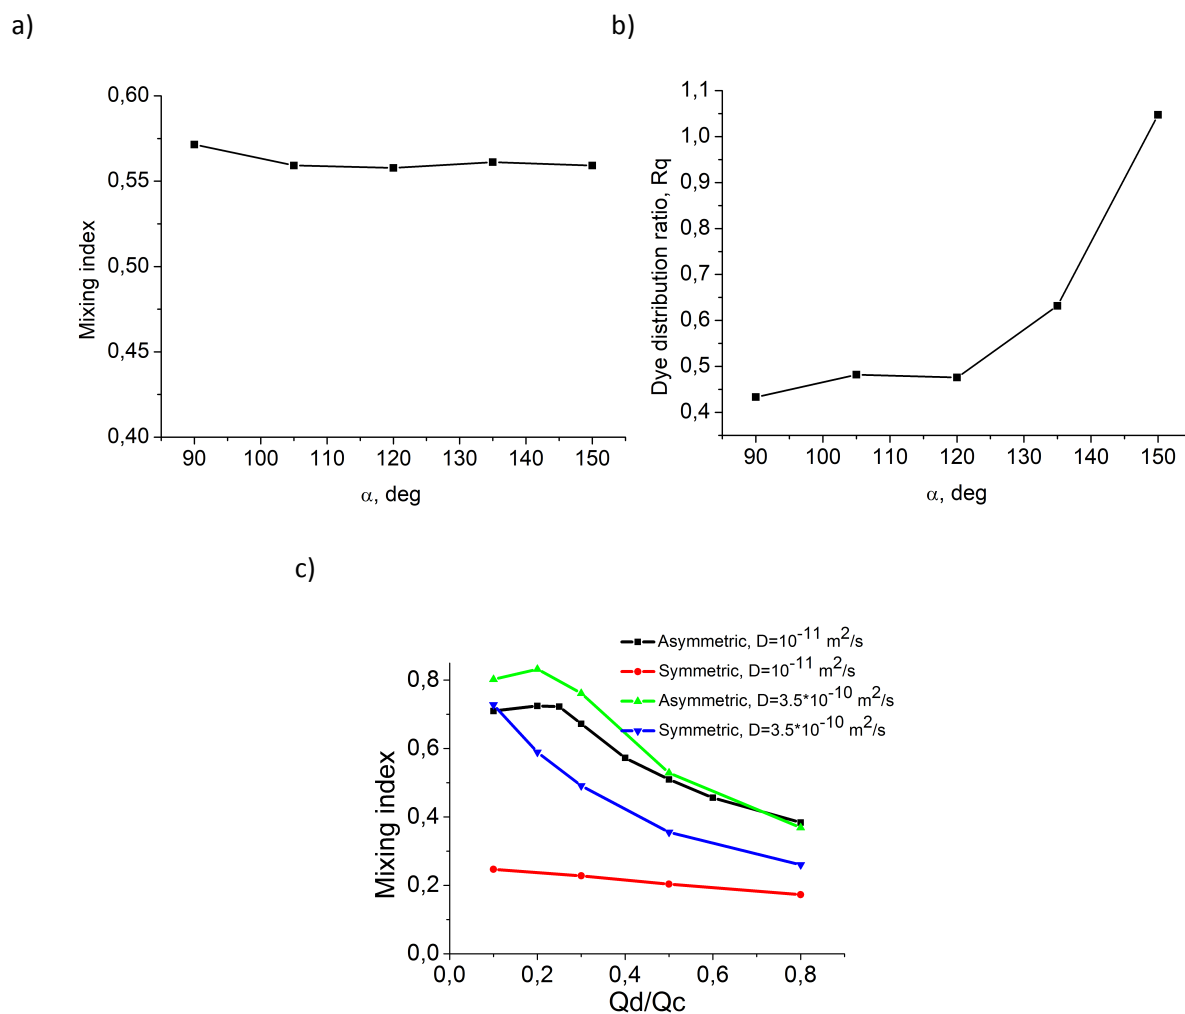 a)
0,60
0,55
0,50
0,45
0,40
Mixing index
90 100 110 120 130 140 150
α, deg
b)
1,1
1,0
0,9
0,8
0,7
0,6
0,5
0,4
Dye distribution ratio, Rq
90 100 110 120 130 140 150
α, deg
c)
Asymmetric, D=10⁻¹¹ m²/s
Symmetric, D=10⁻¹¹ m²/s
Asymmetric, D=3.5*10⁻¹⁰ m²/s
Symmetric, D=3.5*10⁻¹⁰ m²/s
0,8
0,6
0,4
0,2
0,0
Mixing index
0,0 0,2 0,4 0,6 0,8
Qd/Qc